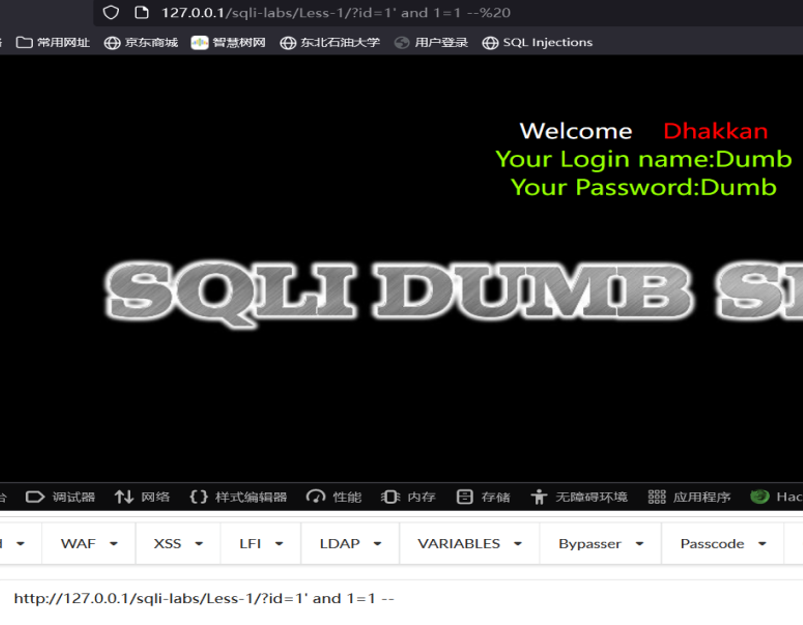 127.0.0.1/sqli-labs/Less-1/?id=1' and 1=1 --%20
常用网址 京东商城 智慧树网 东北石油大学 用户登录 SQL Injections
Welcome Dhakkan
Your Login name:Dumb
Your Password:Dumb
SQLI DUMB
调试器 网络 样式编辑器 性能 内存 存储 无障碍环境 应用程序 Hac
WAF XSS LFI LDAP VARIABLES Bypasser Passcode
http://127.0.0.1/sqli-labs/Less-1/?id=1' and 1=1 --